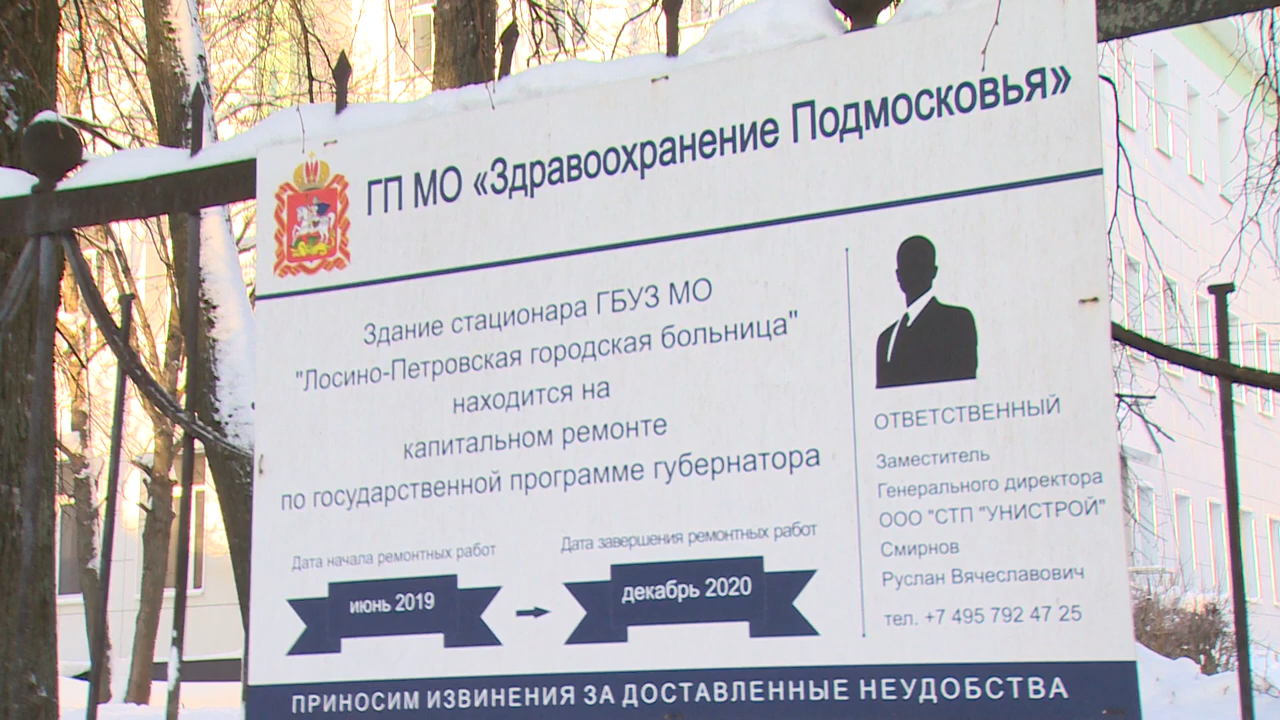 ГП МО «Здравоохранение Подмосковья»
Здание стационара ГБУЗ МО
"Лосино-Петровская городская больница"
находится на
капитальном ремонте
по государственной программе губернатора
Дата начала ремонтных работ
июнь 2019
Дата завершения ремонтных работ
декабрь 2020
ОТВЕТСТВЕННЫЙ
Заместитель
Генерального директора
ООО "СТП "УНИСТРОЙ"
Смирнов
Руслан Вячеславович
тел. +7 495 792 47 25
ПРИНОСИМ ИЗВИНЕНИЯ ЗА ДОСТАВЛЕННЫЕ НЕУДОБСТВА